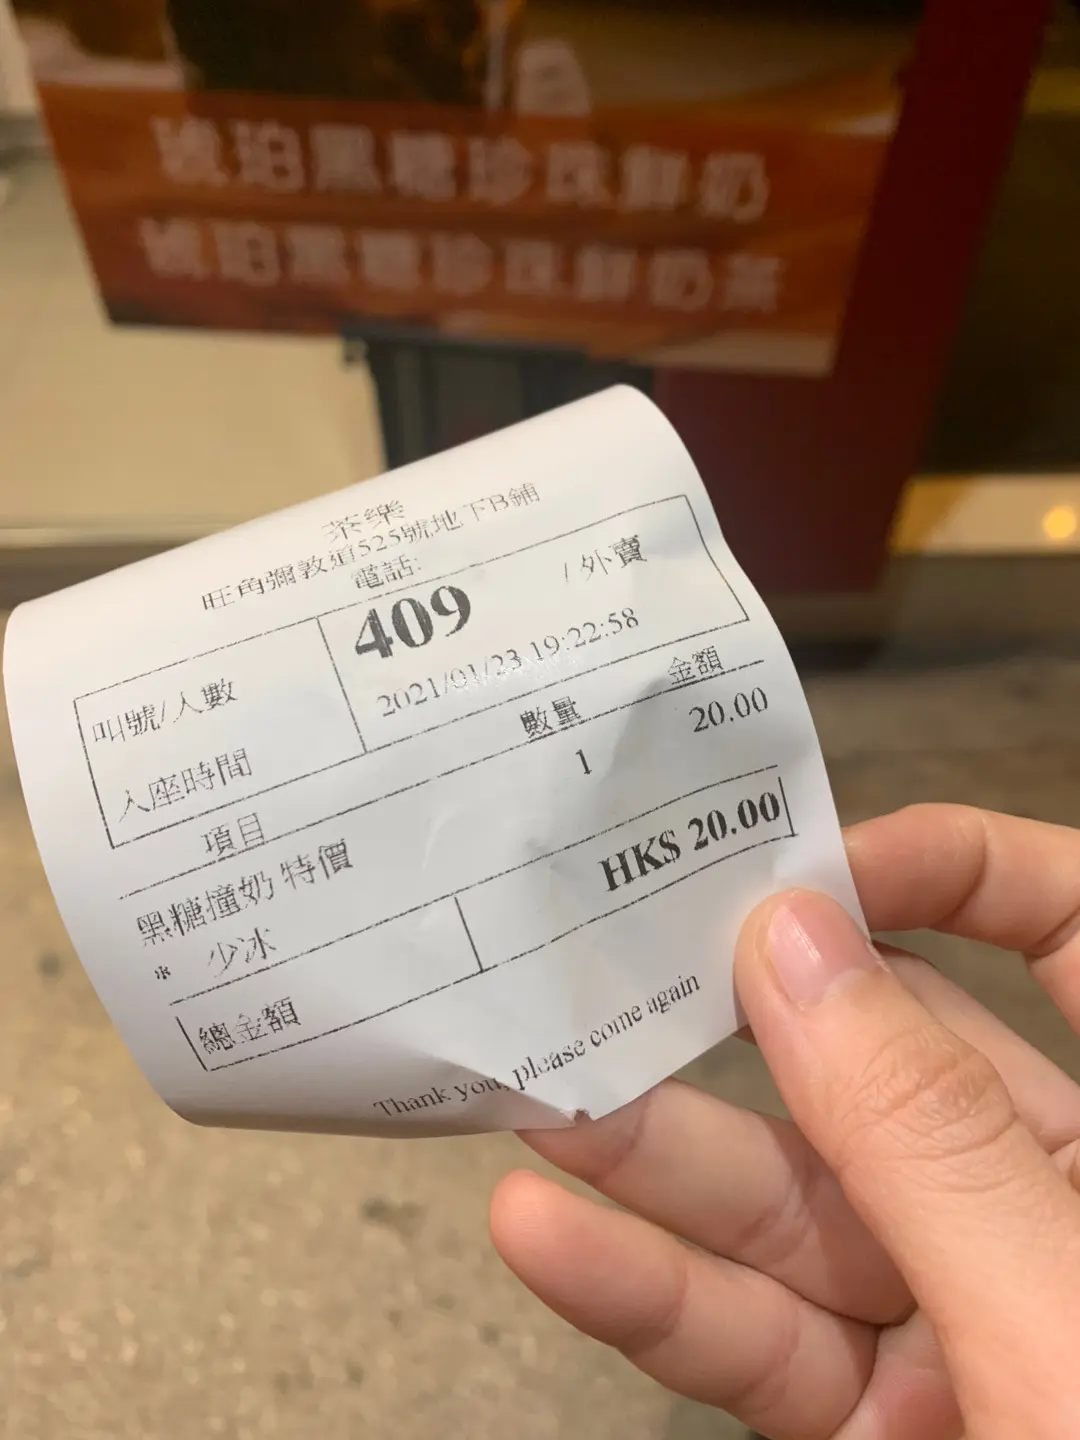 琥珀黑糖珍珠鮮奶
琥珀黑糖珍珠鮮奶茶
茶樂
旺角彌敦道525號地下B鋪
電話:
叫號/人數 409 /外賣
入座時間 2021/01/23 19:22:58
項目 數量 金額
黑糖撞奶 特價 1 20.00
* 少冰
總金額 HK$ 20.00
Thank you, please come again